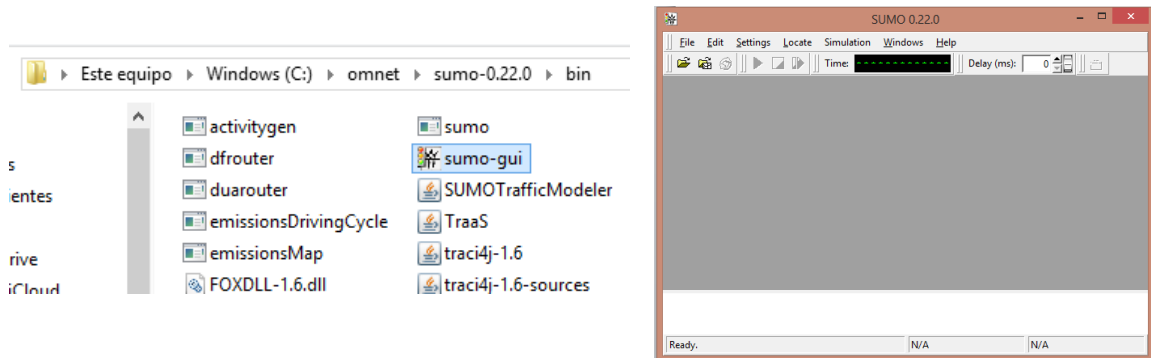 Este equipo Windows (C:) omnet sumo-0.22.0 bin
activitygen
dfrouter
duarouter
emissionsDrivingCycle
emissionsMap
FOXDLL-1.6.dll
sumo
sumo-gui
SUMOTrafficModeler
TraaS
traci4j-1.6
traci4j-1.6-sources
s
ientes
rive
iCloud
SUMO 0.22.0
File Edit Settings Locate Simulation Windows Help
Time: Delay (ms): 0
Ready. N/A N/A